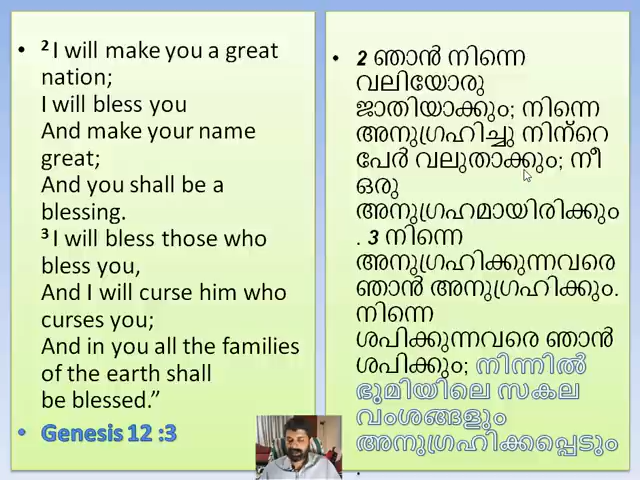 • ² I will make you a great
nation;
I will bless you
And make your name
great;
And you shall be a
blessing.
³ I will bless those who
bless you,
And I will curse him who
curses you;
And in you all the families
of the earth shall
be blessed.”
• Genesis 12 :3
• 2 ഞാൻ നിന്നെ
വലിയോരു
ജാതിയാക്കും; നിന്നെ
അനുഗ്രഹിച്ചു നിന്റെ
പേർ വലുതാക്കും; നീ
ഒരു
അനുഗ്രഹമായിരിക്കും
. 3 നിന്നെ
അനുഗ്രഹിക്കുന്നവരെ
ഞാൻ അനുഗ്രഹിക്കും.
നിന്നെ
ശപിക്കുന്നവരെ ഞാൻ
ശപിക്കും; നിന്നിൽ
ഭൂമിയിലെ സകല
വംശങ്ങളും
അനുഗ്രഹിക്കപ്പെടും
.